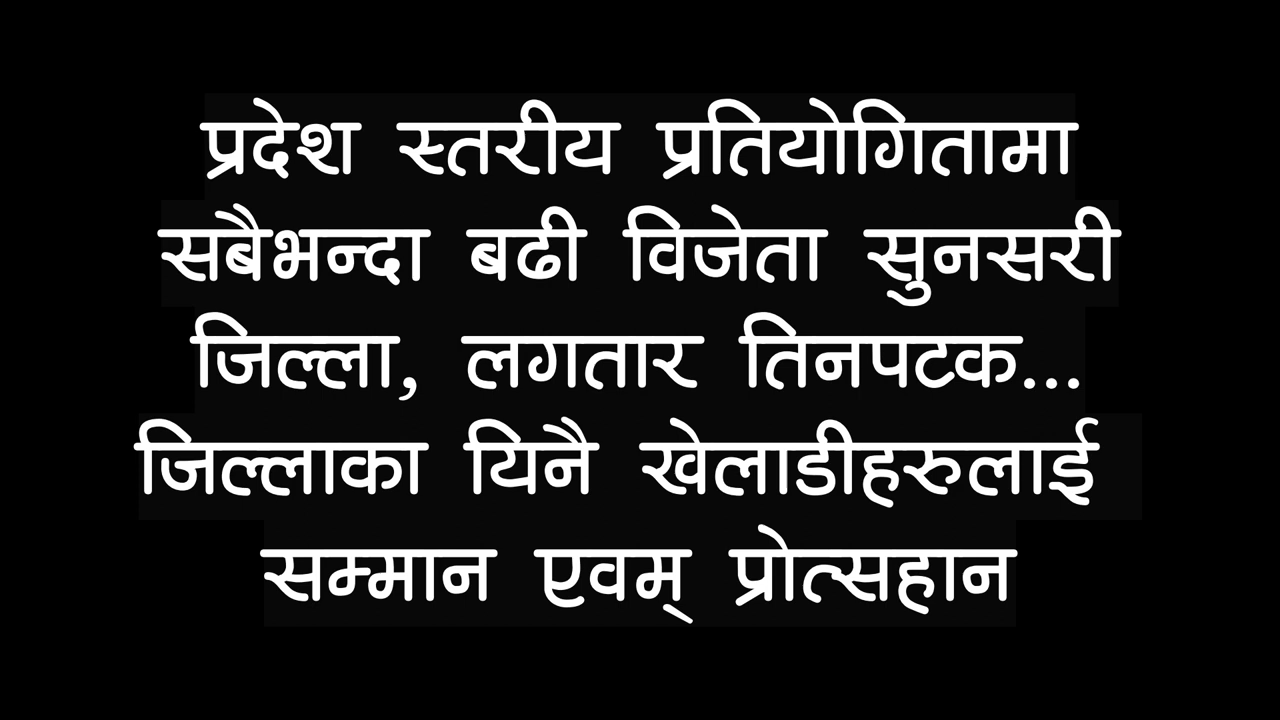 प्रदेश स्तरीय प्रतियोगितामा
सबैभन्दा बढी विजेता सुनसरी
जिल्ला, लगतार तिनपटक...
जिल्लाका यिनै खेलाडीहरुलाई
सम्मान एवम् प्रोत्सहान